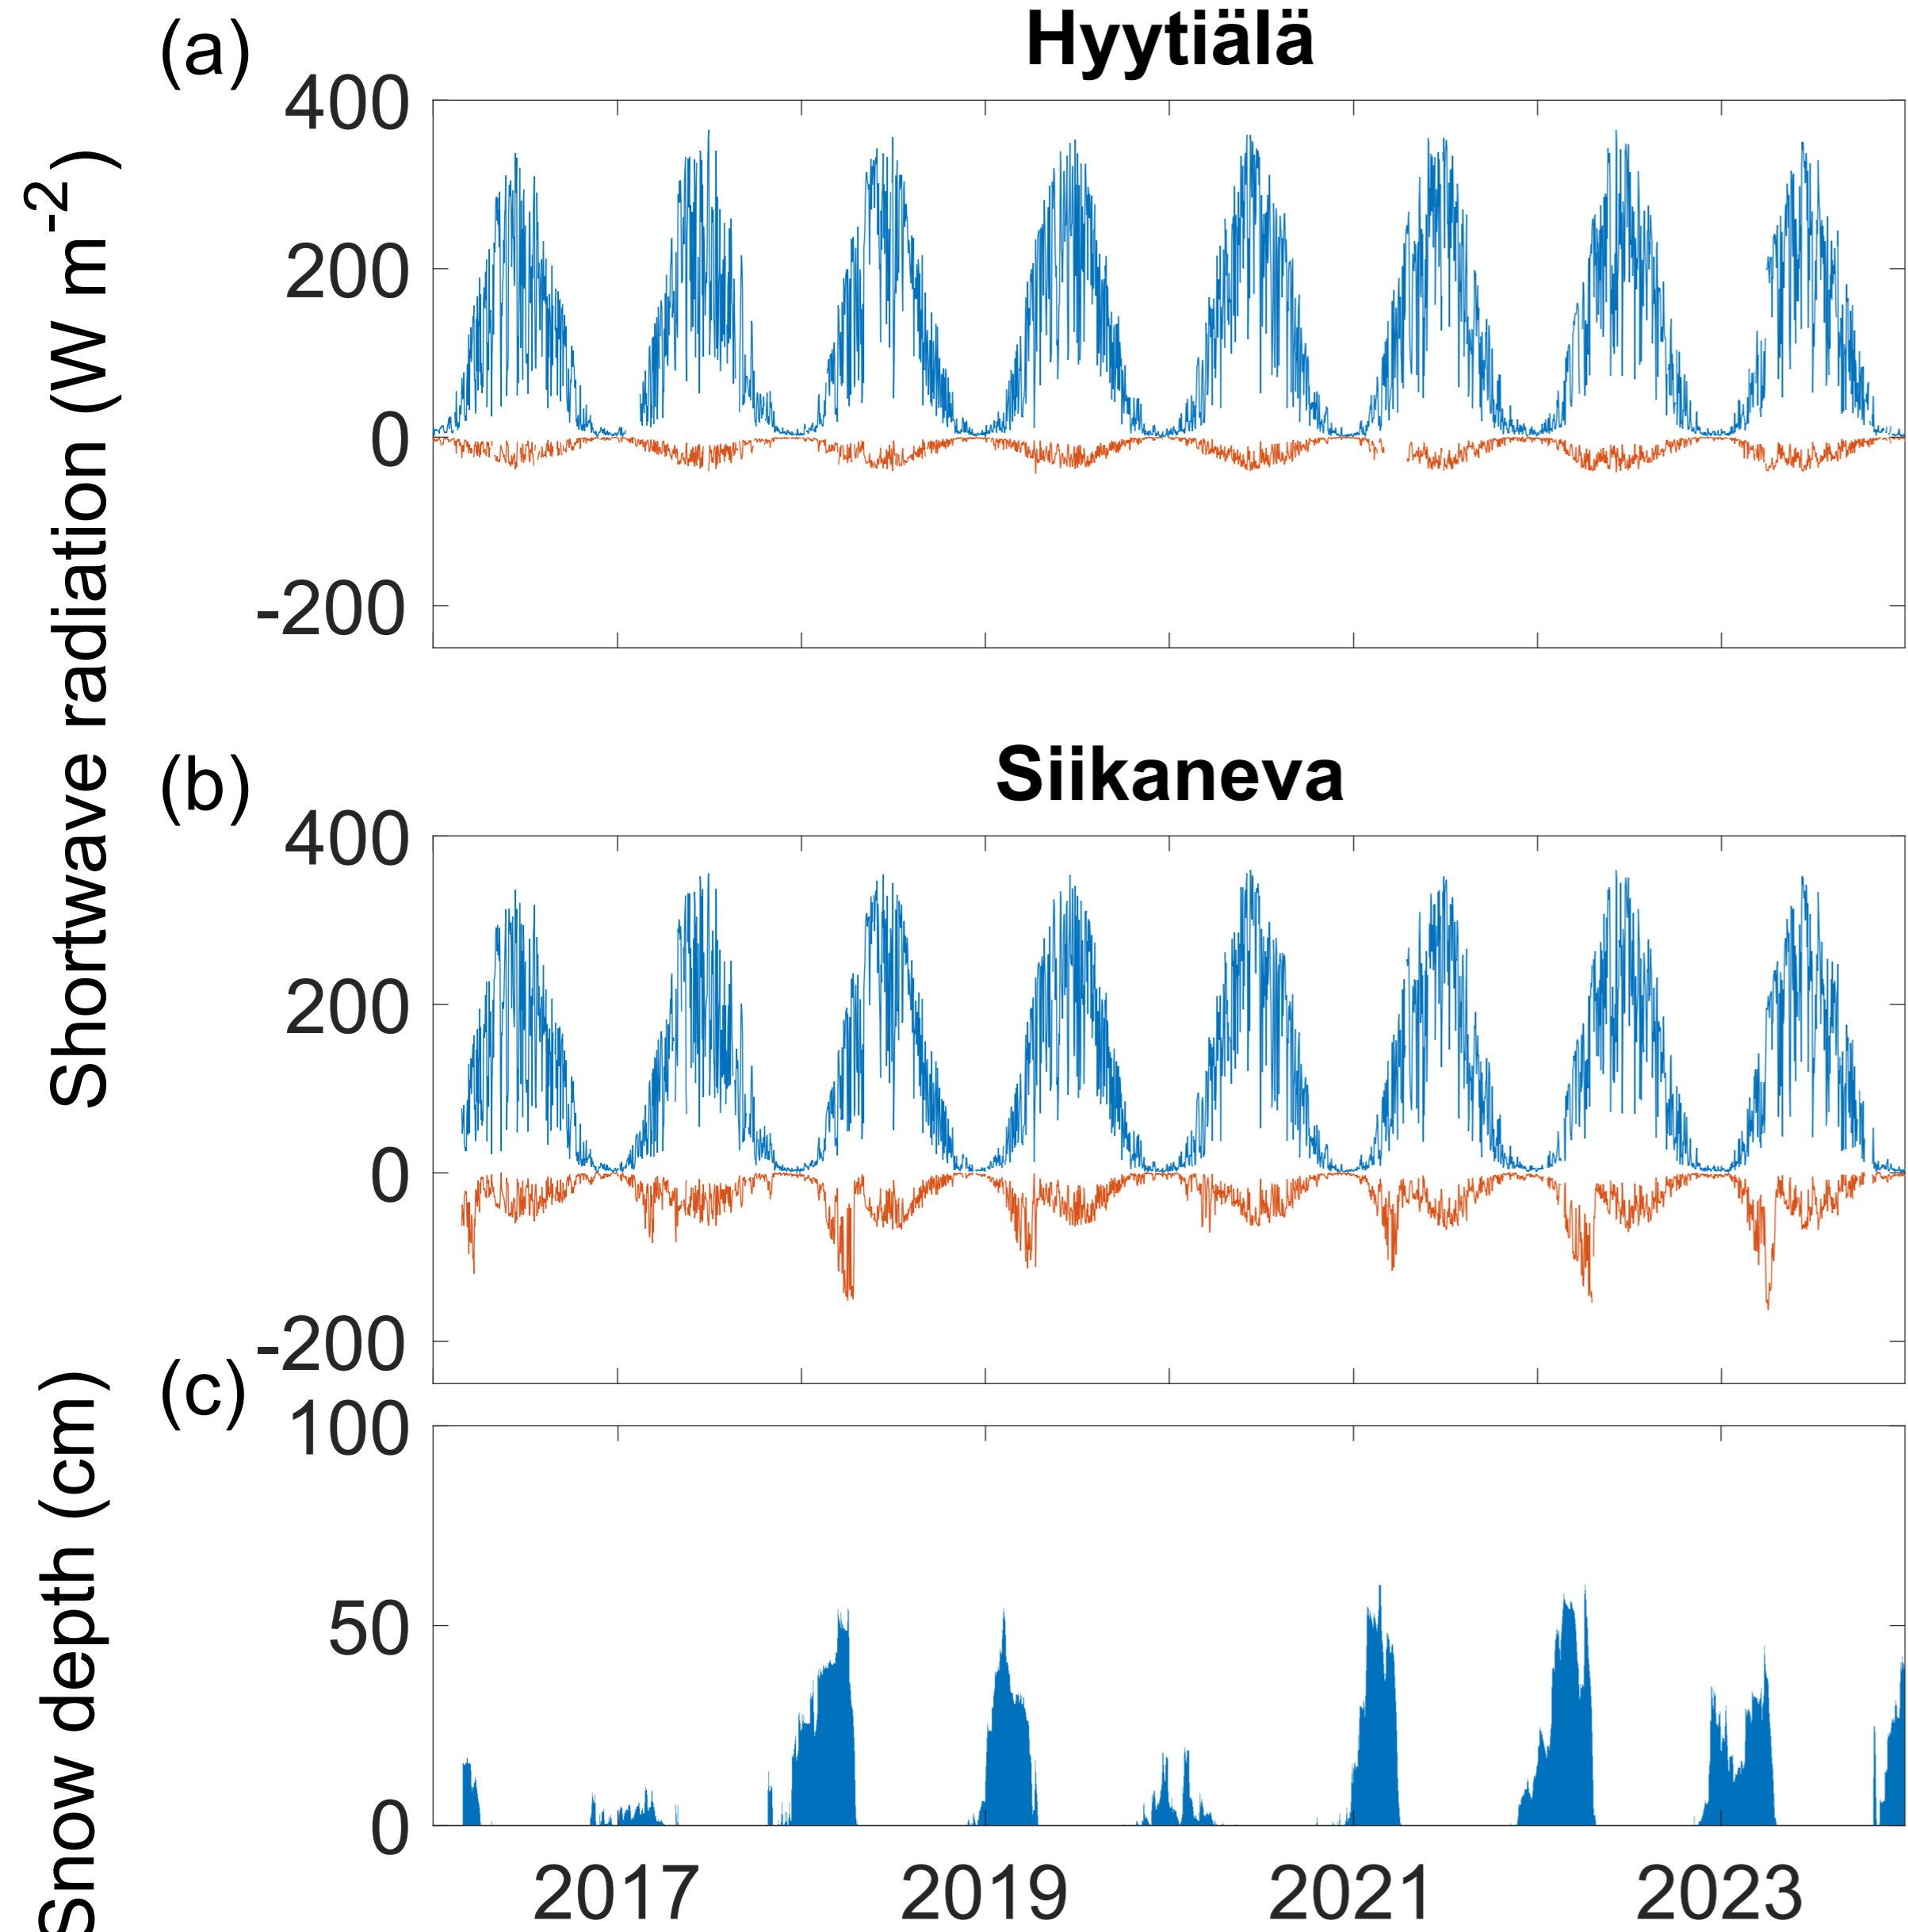 (a)
Hyytiälä
400
200
0
-200
Shortwave radiation (W m-2)
(b)
Siikaneva
400
200
0
-200
(c)
100
50
0
Snow depth (cm)
2017 2019 2021 2023